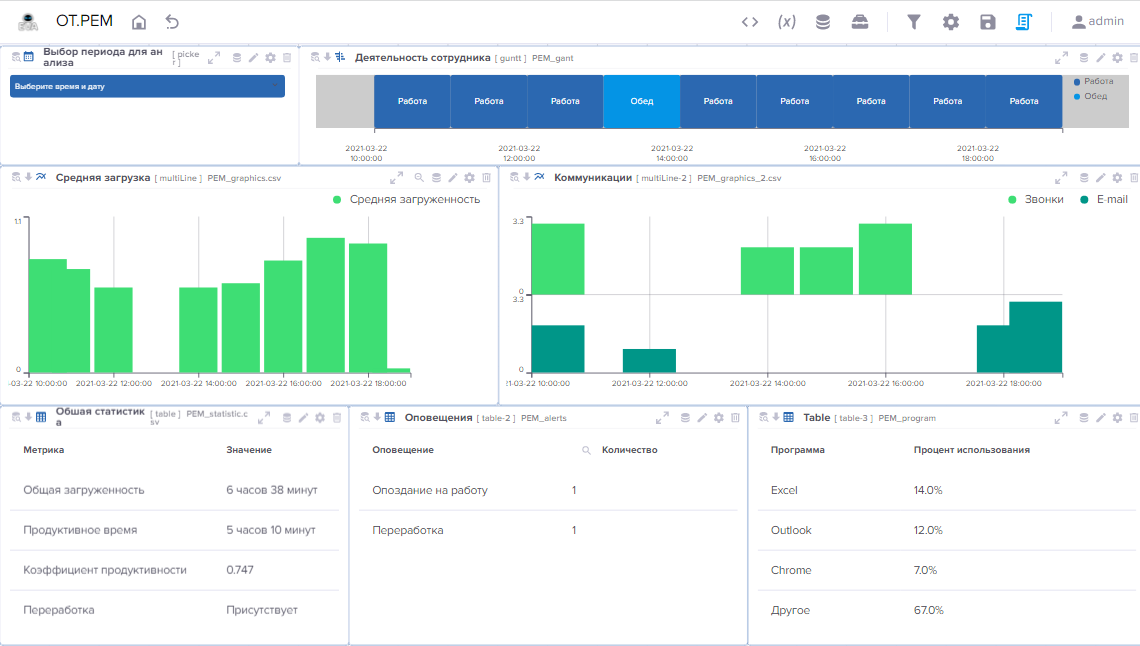 ОТ.PEM
(x)
admin
Выбор периода для ан
ализа
[ picke
r ]
Выберите время и дату
Деятельность сотрудника [ guntt ] PEM_gant
Работа Работа Работа Обед Работа Работа Работа Работа Работа
Работа
Обед
2021-03-22 2021-03-22 2021-03-22 2021-03-22 2021-03-22
10:00:00 12:00:00 14:00:00 16:00:00 18:00:00
Средняя загрузка [ multiLine ] PEM_graphics.csv
Средняя загруженность
1.1
0
-03-22 10:00:00 2021-03-22 12:00:00 2021-03-22 14:00:00 2021-03-22 16:00:00 2021-03-22 18:00:00
Коммуникации [ multiLine-2 ] PEM_graphics_2.csv
Звонки E-mail
3.3
0
3.3
0
21-03-22 10:00:00 2021-03-22 12:00:00 2021-03-22 14:00:00 2021-03-22 16:00:00 2021-03-22 18:00:00
Обшая статистик
а
[ table ] PEM_statistic.c
sv
Метрика Значение
Общая загруженность 6 часов 38 минут
Продуктивное время 5 часов 10 минут
Коэффициент продуктивности 0.747
Переработка Присутствует
Оповещения [ table-2 ] PEM_alerts
Оповещение Количество
Опоздание на работу 1
Переработка 1
Table [ table-3 ] PEM_program
Программа Процент использования
Excel 14.0%
Outlook 12.0%
Chrome 7.0%
Другое 67.0%